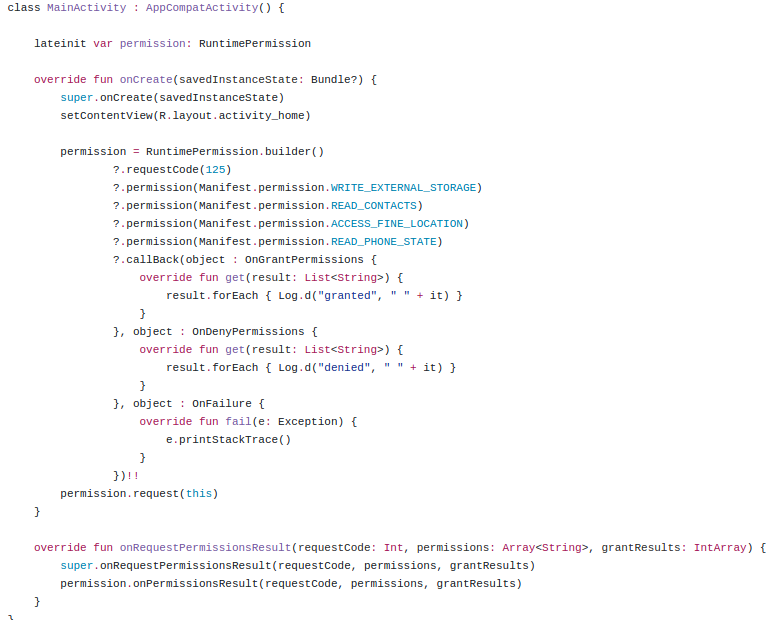 class MainActivity : AppCompatActivity() {
lateinit var permission: RuntimePermission
override fun onCreate(savedInstanceState: Bundle?) {
super.onCreate(savedInstanceState)
setContentView(R.layout.activity_home)
permission = RuntimePermission.builder()
?.requestCode(125)
?.permission(Manifest.permission.WRITE_EXTERNAL_STORAGE)
?.permission(Manifest.permission.READ_CONTACTS)
?.permission(Manifest.permission.ACCESS_FINE_LOCATION)
?.permission(Manifest.permission.READ_PHONE_STATE)
?.callBack(object : OnGrantPermissions {
override fun get(result: List<String>) {
result.forEach { Log.d("granted", " " + it) }
}
}, object : OnDenyPermissions {
override fun get(result: List<String>) {
result.forEach { Log.d("denied", " " + it) }
}
}, object : OnFailure {
override fun fail(e: Exception) {
e.printStackTrace()
}
})!!
permission.request(this)
}
override fun onRequestPermissionsResult(requestCode: Int, permissions: Array<String>, grantResults: IntArray) {
super.onRequestPermissionsResult(requestCode, permissions, grantResults)
permission.onPermissionsResult(requestCode, permissions, grantResults)
}
}